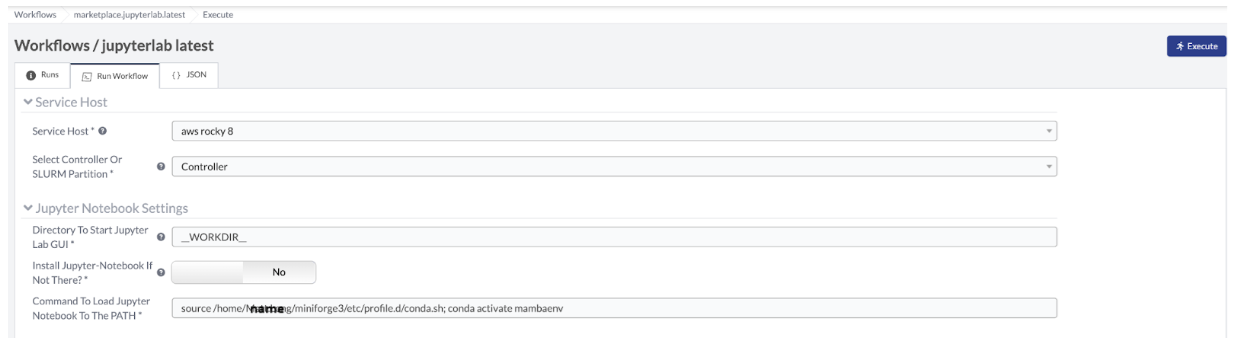 Workflows marketplace.jupyterlab.latest Execute
Workflows / jupyterlab latest
Execute
Runs Run Workflow {} JSON
Service Host
Service Host * aws rocky 8
Select Controller Or
SLURM Partition * Controller
Jupyter Notebook Settings
Directory To Start Jupyter
Lab GUI * __WORKDIR__
Install Jupyter-Notebook If
Not There? * No
Command To Load Jupyter
Notebook To The PATH * source /home/name/miniforge3/etc/profile.d/conda.sh; conda activate mambaenv